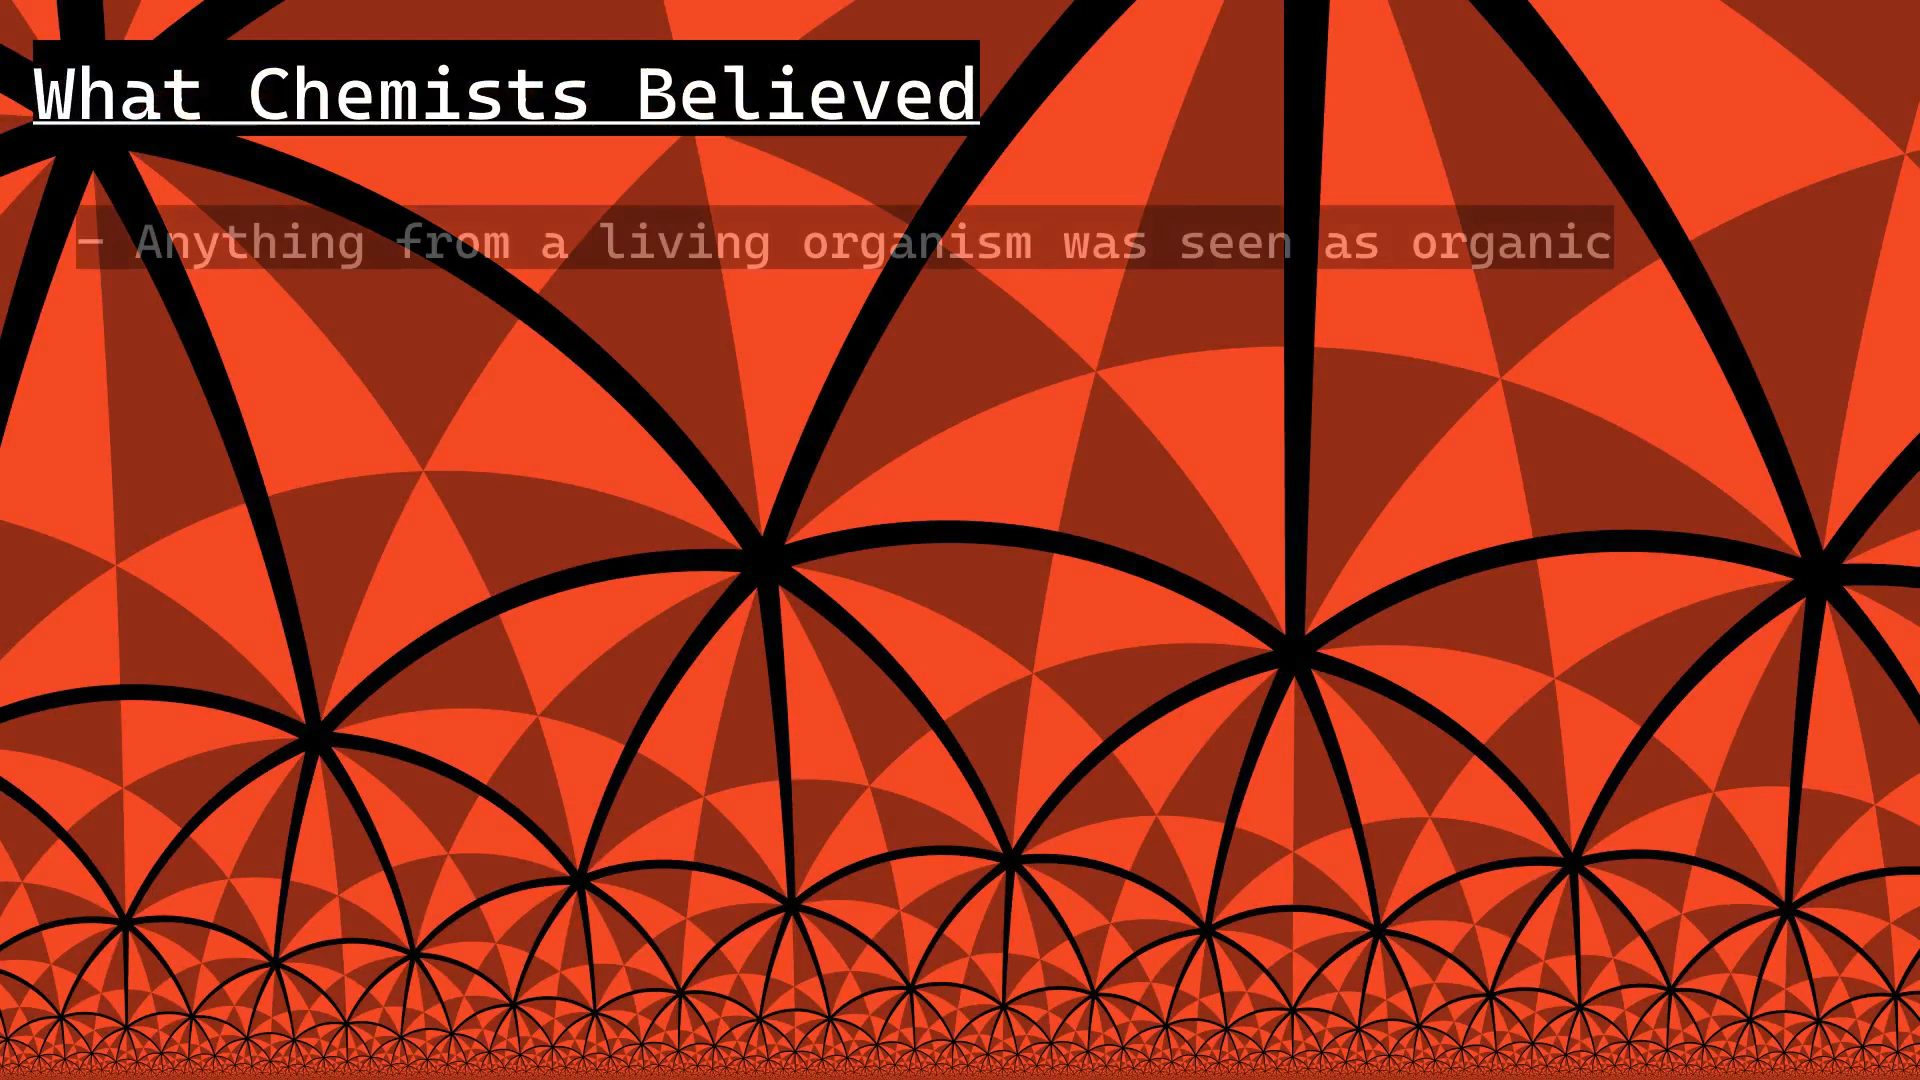 What Chemists Believed
– Anything from a living organism was seen as organic